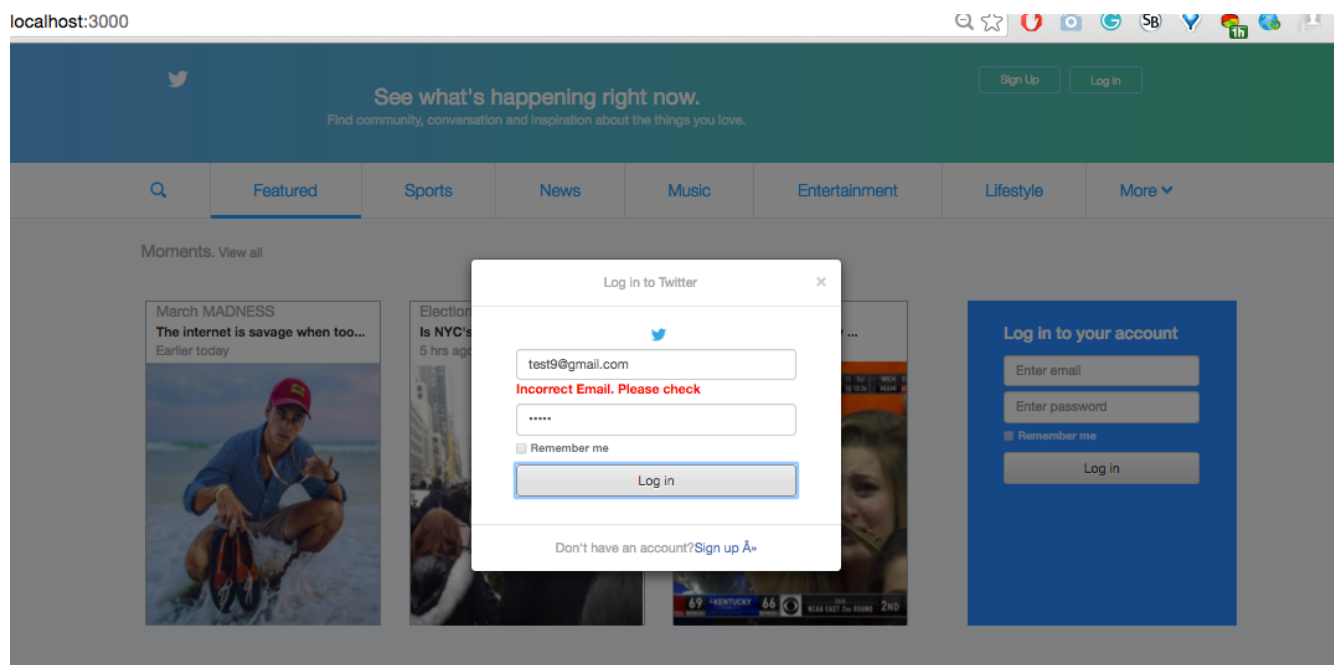 localhost:3000
1h
Sign Up Log In
See what's happening right now.
Find community, conversation and inspiration about the things you love.
Featured Sports News Music Entertainment Lifestyle More
Moments. View all
Log in to Twitter ×
test9@gmail.com
Incorrect Email. Please check
•••••
Remember me
Log in
Don't have an account?Sign up Â»
March MADNESS
The internet is savage when too...
Earlier today
Election
Is NYC's
5 hrs ago
...
69 KENTUCKY 66 2ND
Log in to your account
Enter email
Enter password
Remember me
Log in